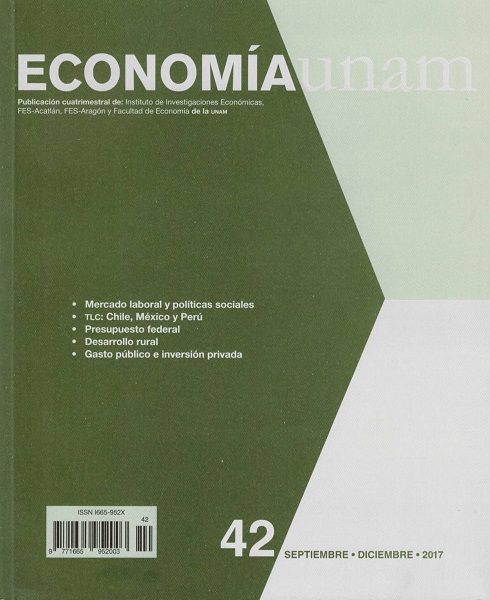 ECONOMÍAunam
Publicación cuatrimestral de: Instituto de Investigaciones Económicas,
FES-Acatlán, FES-Aragón y Facultad de Economía de la UNAM
• Mercado laboral y políticas sociales
• TLC: Chile, México y Perú
• Presupuesto federal
• Desarrollo rural
• Gasto público e inversión privada
ISSN I665-952X
42
9 771665 952003
42 SEPTIEMBRE • DICIEMBRE • 2017